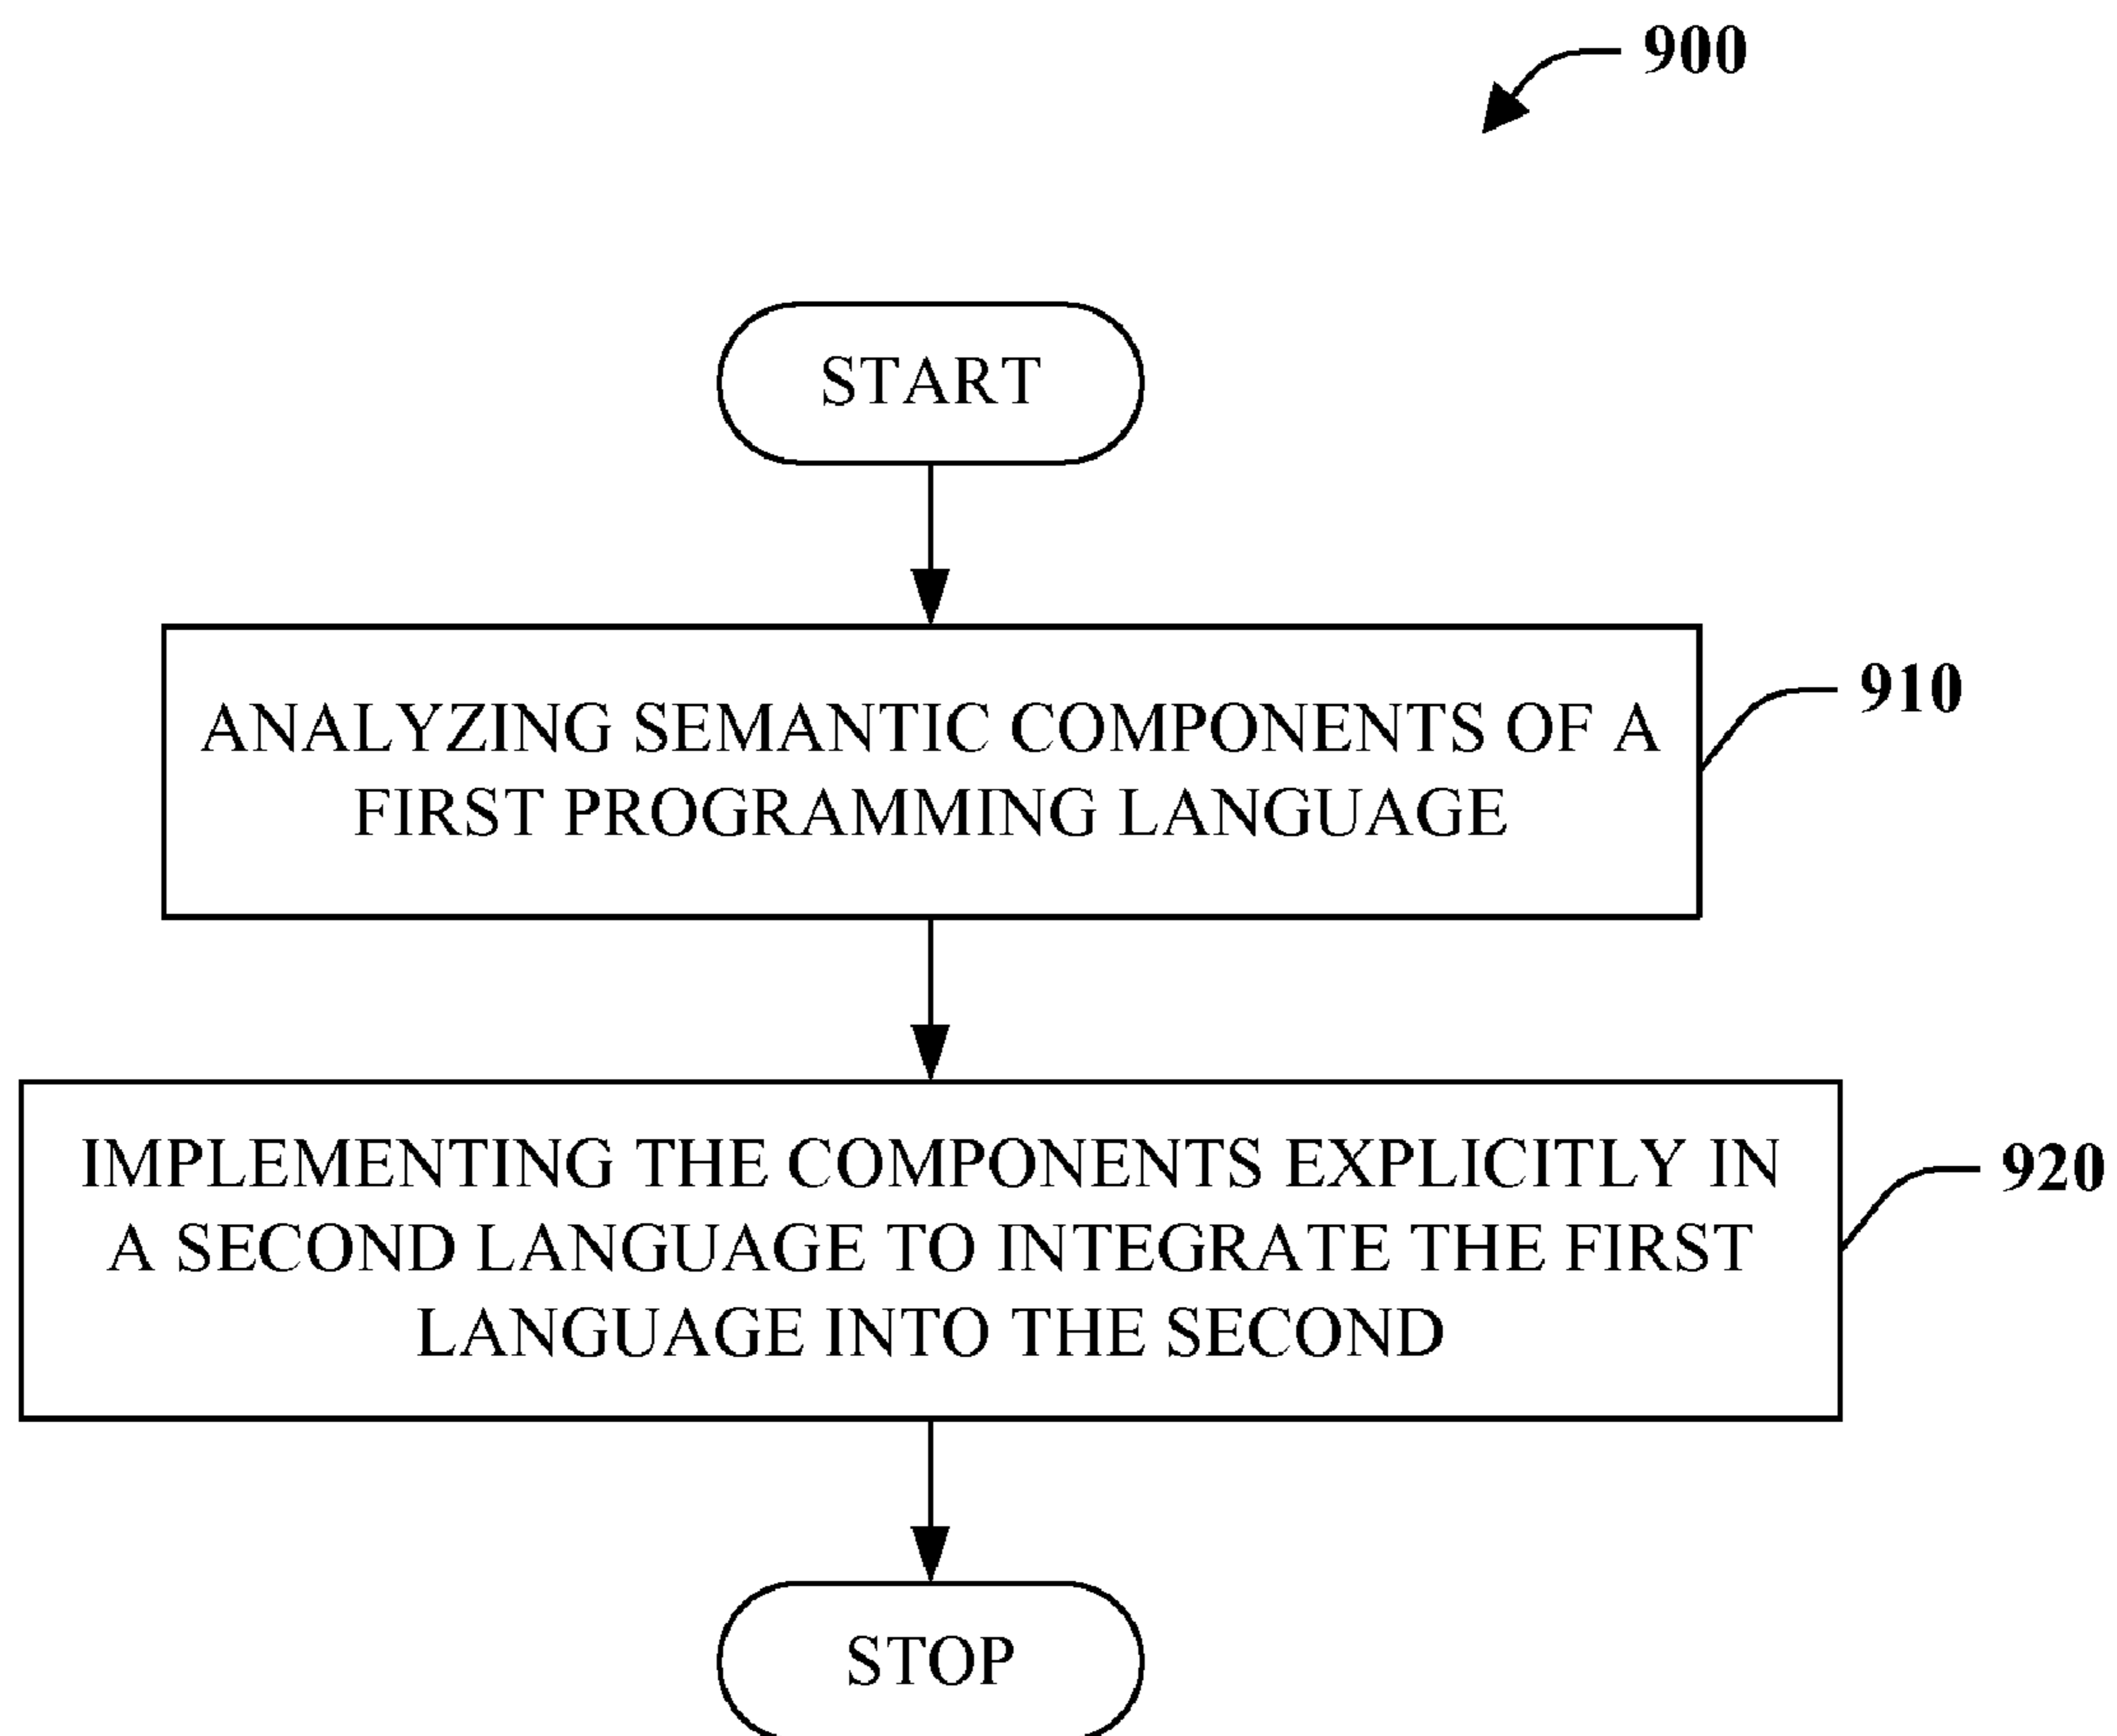 900
START
ANALYZING SEMANTIC COMPONENTS OF A
FIRST PROGRAMMING LANGUAGE
910
IMPLEMENTING THE COMPONENTS EXPLICITLY IN
A SECOND LANGUAGE TO INTEGRATE THE FIRST
LANGUAGE INTO THE SECOND
920
STOP